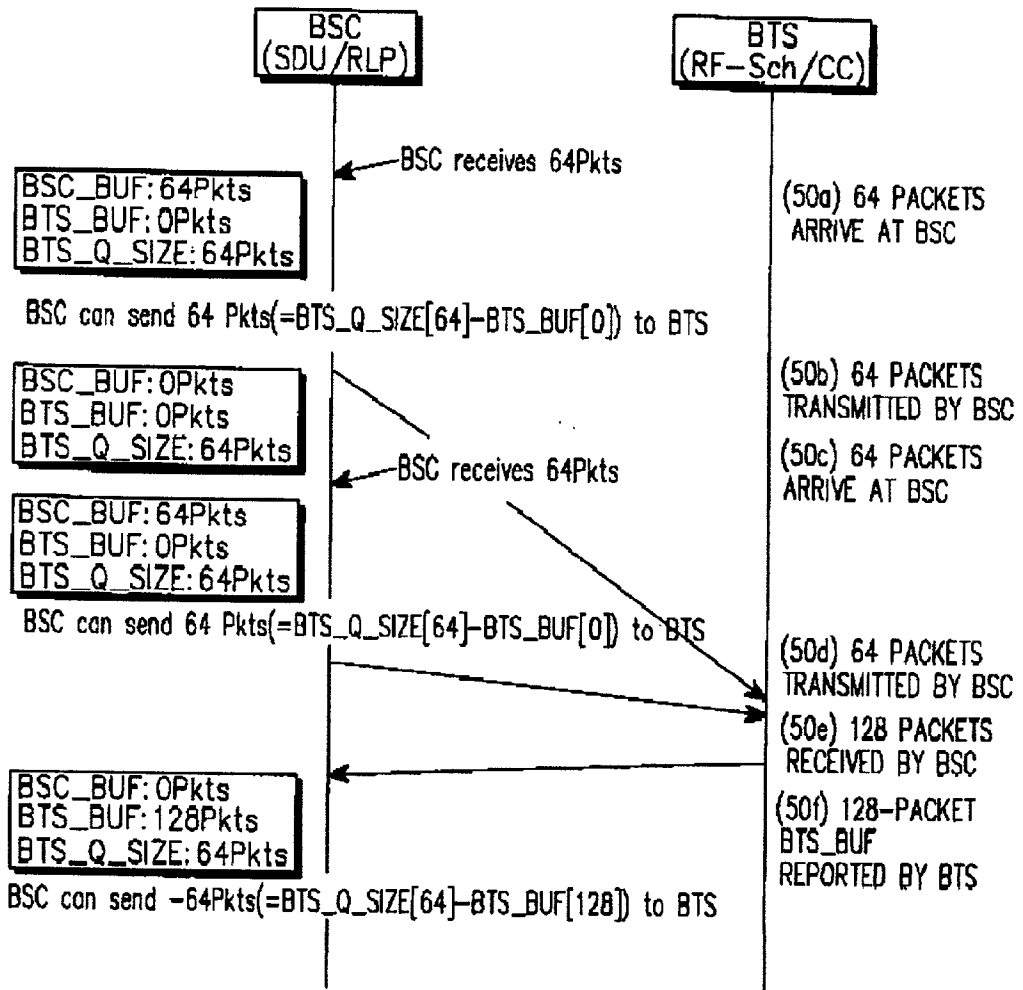 BSC
(SDU/RLP)
BTS
(RF-Sch/CC)
BSC receives 64Pkts
BSC_BUF: 64Pkts
BTS_BUF: 0Pkts
BTS_Q_SIZE: 64Pkts
(50a) 64 PACKETS
ARRIVE AT BSC
BSC can send 64 Pkts(=BTS_Q_SIZE[64]-BTS_BUF[0]) to BTS
BSC_BUF: 0Pkts
BTS_BUF: 0Pkts
BTS_Q_SIZE: 64Pkts
(50b) 64 PACKETS
TRANSMITTED BY BSC
BSC receives 64Pkts
(50c) 64 PACKETS
ARRIVE AT BSC
BSC_BUF: 64Pkts
BTS_BUF: 0Pkts
BTS_Q_SIZE: 64Pkts
BSC can send 64 Pkts(=BTS_Q_SIZE[64]-BTS_BUF[0]) to BTS
(50d) 64 PACKETS
TRANSMITTED BY BSC
(50e) 128 PACKETS
RECEIVED BY BSC
BSC_BUF: 0Pkts
BTS_BUF: 128Pkts
BTS_Q_SIZE: 64Pkts
(50f) 128-PACKET
BTS_BUF
REPORTED BY BTS
BSC can send -64Pkts(=BTS_Q_SIZE[64]-BTS_BUF[128]) to BTS